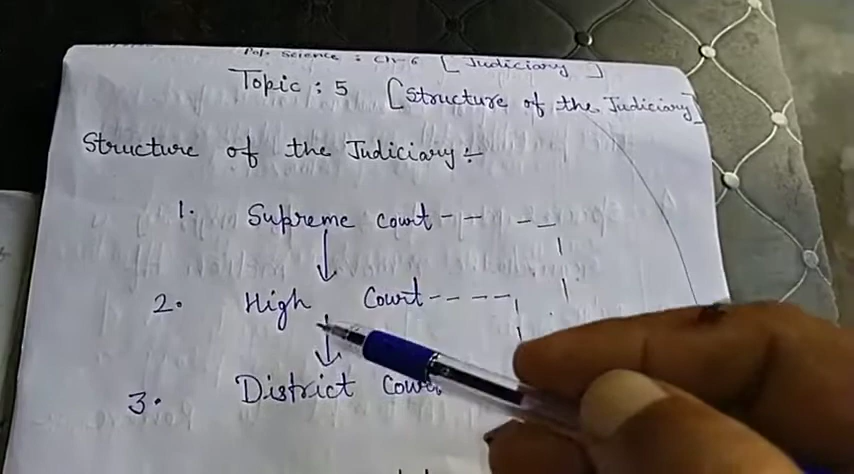 Pol. Science : Ch-6 [ Judiciary ]
Topic : 5 [Structure of the Judiciary]
Structure of the Judiciary :-
1. Supreme court - - - -
2. High Court - - - -
3. District Court